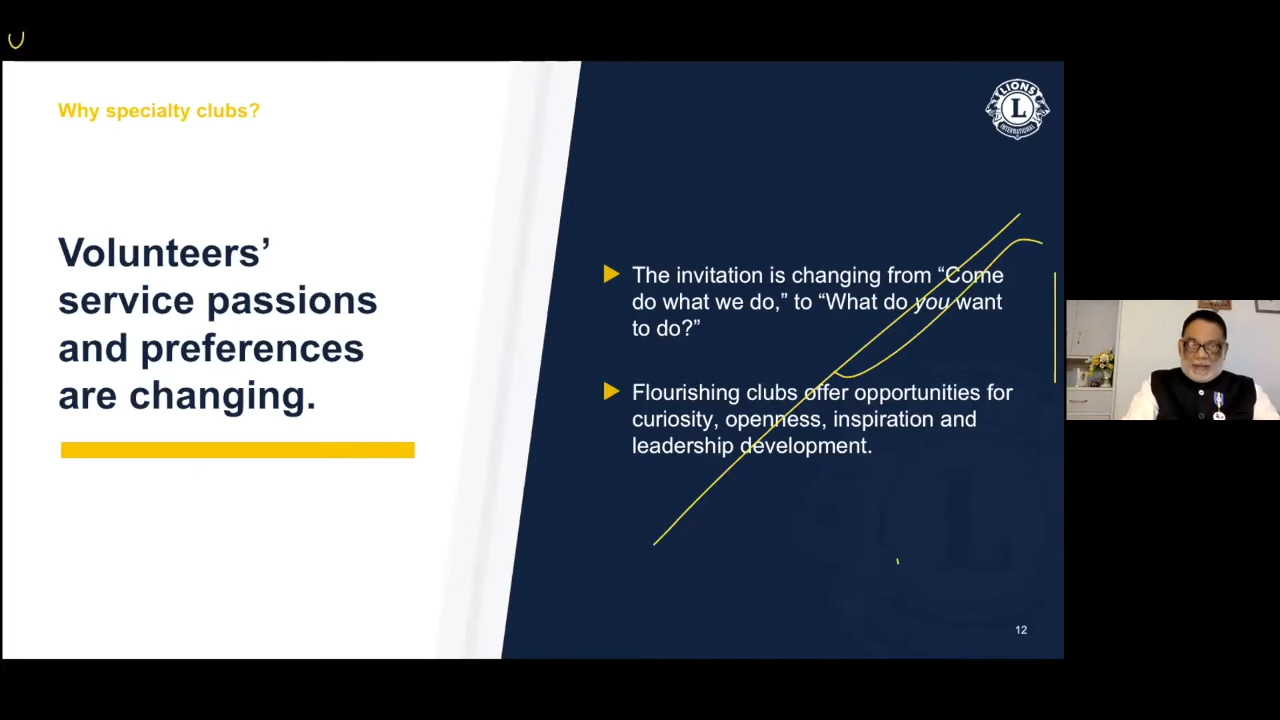 Why specialty clubs?
Volunteers’
service passions
and preferences
are changing.
LIONS
L
INTERNATIONAL
The invitation is changing from “Come
do what we do,” to “What do you want
to do?”
Flourishing clubs offer opportunities for
curiosity, openness, inspiration and
leadership development.
12